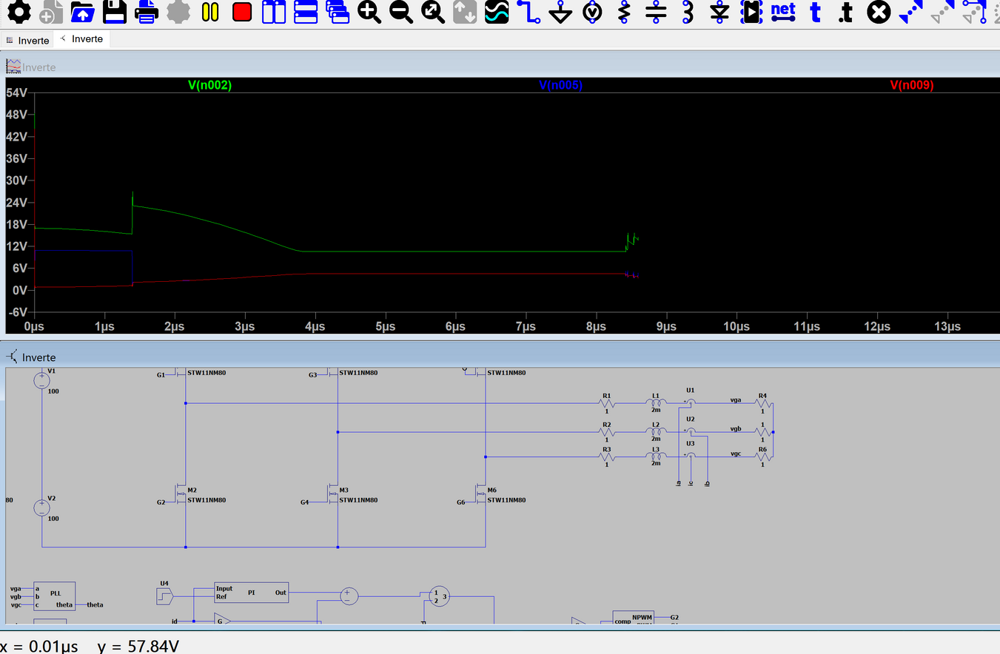 net t .t
Inverte Inverte
Inverte
V(n002) V(n005) V(n009)
54V
48V
42V
36V
30V
24V
18V
12V
6V
0V
-6V
0µs 1µs 2µs 3µs 4µs 5µs 6µs 7µs 8µs 9µs 10µs 11µs 12µs 13µs
Inverte
V1
100
G1 STW11NM80 G3 STW11NM80 STW11NM80
R1 L1 U1 vga R4
1 2m 1
R2 L2 U2 vgb 1
1 2m 1
R3 L3 U3 vgc R6
1 2m 1
ia ic ib
80
V2
100
M2 M3 M6
G2 STW11NM80 G4 STW11NM80 G6 STW11NM80
vga a
vgb b PLL
vgc c theta theta
U4
Input
Ref PI Out
id G
+ −
1
2 3
NPWM G2
comp
x = 0.01µs y = 57.84V